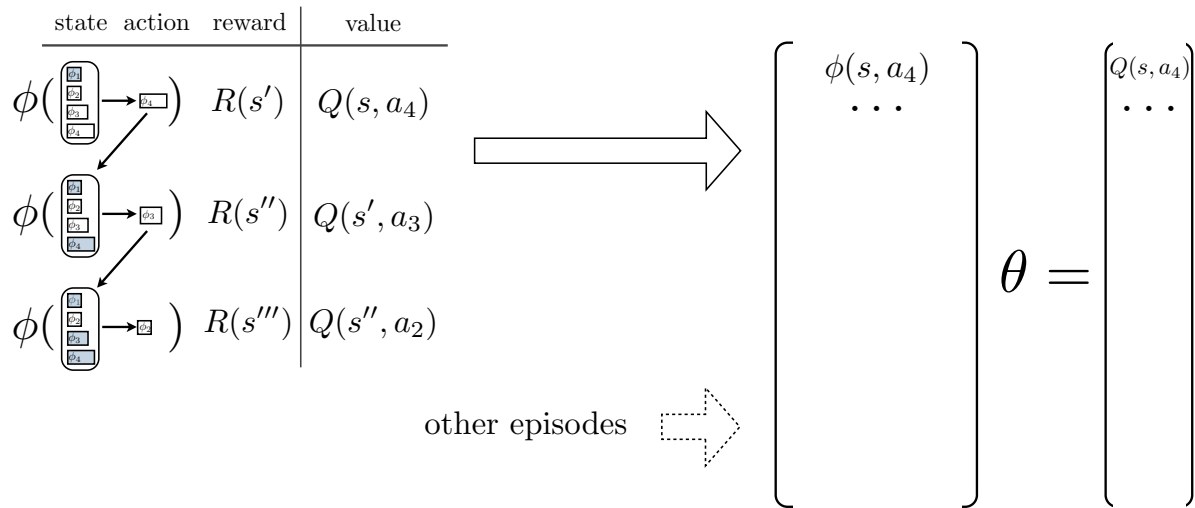 state action reward value
ϕ₁
ϕ₂
ϕ₃
ϕ₄
ϕ( ϕ₄ ) R(s′) Q(s, a₄)
ϕ₁
ϕ₂
ϕ₃
ϕ₄
ϕ( ϕ₃ ) R(s′′) Q(s′, a₃)
ϕ₁
ϕ₂
ϕ₃
ϕ₄
ϕ( ϕ₂ ) R(s′′′) Q(s′′, a₂)
other episodes
ϕ(s, a₄)
· · ·
θ =
Q(s, a₄)
· · ·